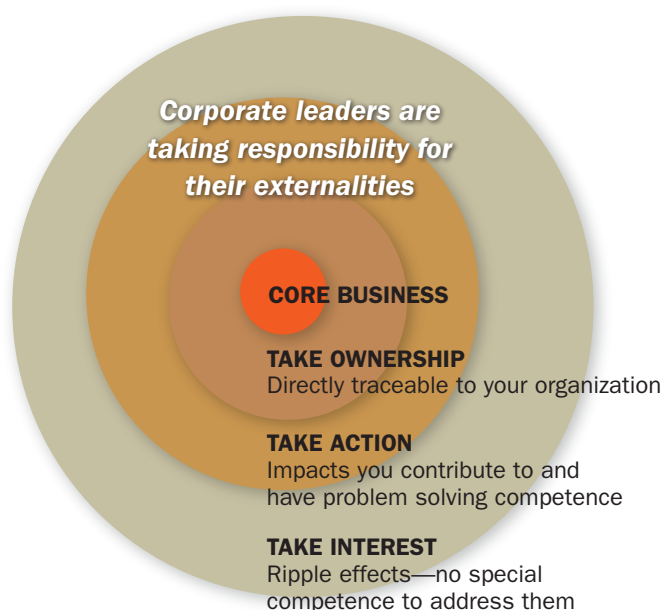 Corporate leaders are
taking responsibility for
their externalities
CORE BUSINESS
TAKE OWNERSHIP
Directly traceable to your organization
TAKE ACTION
Impacts you contribute to and
have problem solving competence
TAKE INTEREST
Ripple effects—no special
competence to address them